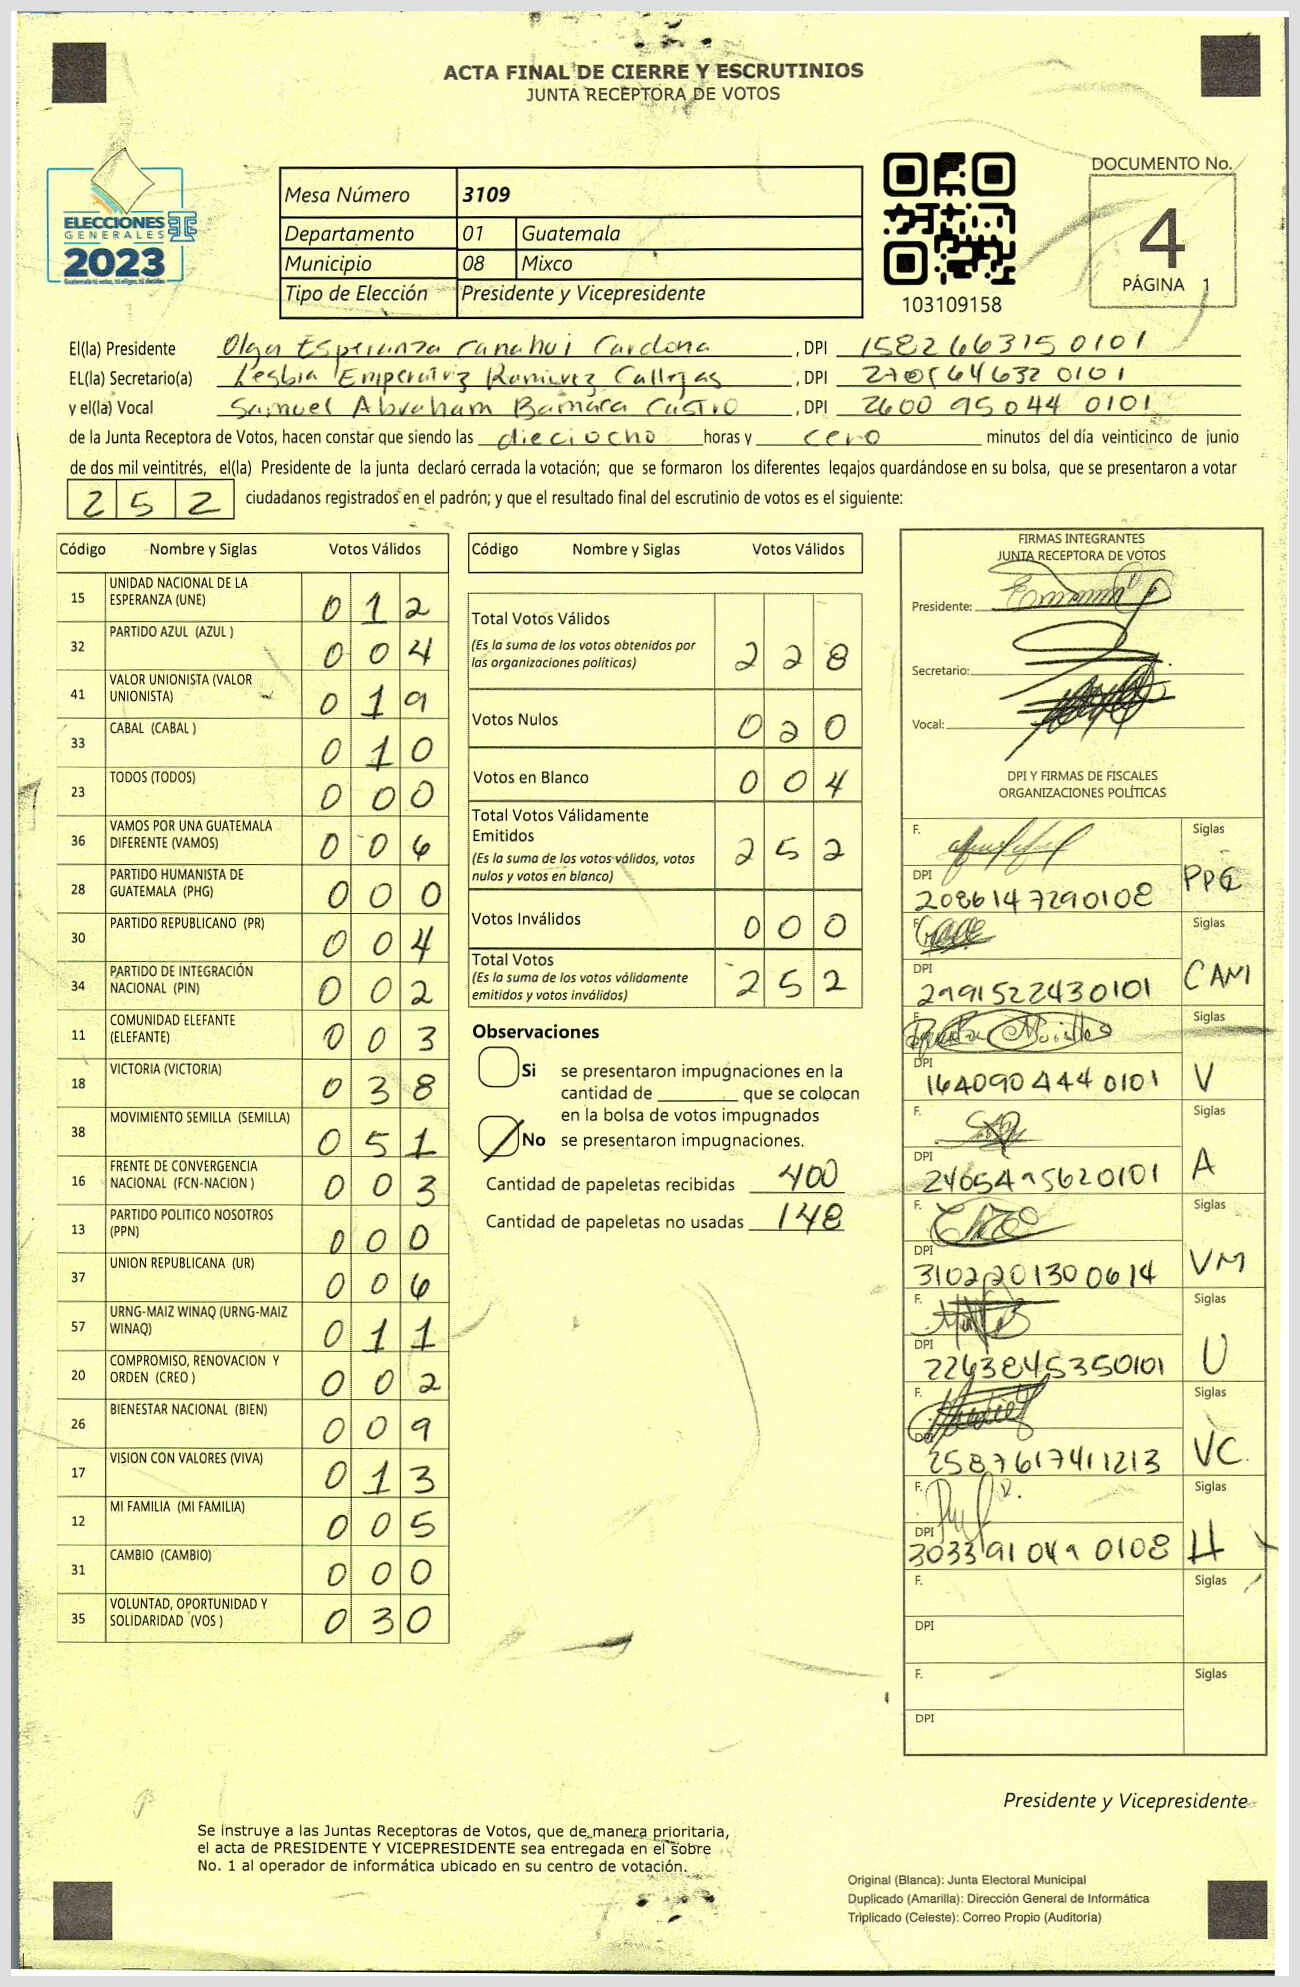 ACTA FINAL DE CIERRE Y ESCRUTINIOS
JUNTA RECEPTORA DE VOTOS
ELECCIONES
GENERALES
2023
Mesa Número 3109
Departamento 01 Guatemala
Municipio 08 Mixco
Tipo de Elección Presidente y Vicepresidente
103109158
DOCUMENTO No.
4
PÁGINA 1
El(la) Presidente Olga Esperanza Canahui Cardona, DPI 1582663150101
EL(la) Secretario(a) Lesbia Emperatriz Ramirez Callejas, DPI
y el(la) Vocal Samuel Abraham Bamaca Castro, DPI 2600 95044 0101
de la Junta Receptora de Votos, hacen constar que siendo las dieciocho horas y cero minutos del día veinticinco de junio
de dos mil veintitrés, el(la) Presidente de la junta declaró cerrada la votación; que se formaron los diferentes legajos guardándose en su bolsa, que se presentaron a votar
252 ciudadanos registrados en el padrón; y que el resultado final del escrutinio de votos es el siguiente:
Código Nombre y Siglas Votos Válidos
15 UNIDAD NACIONAL DE LA ESPERANZA (UNE) 012
32 PARTIDO AZUL (AZUL ) 004
41 VALOR UNIONISTA (VALOR UNIONISTA) 019
33 CABAL (CABAL ) 010
23 TODOS (TODOS) 000
36 VAMOS POR UNA GUATEMALA DIFERENTE (VAMOS) 006
28 PARTIDO HUMANISTA DE GUATEMALA (PHG) 000
30 PARTIDO REPUBLICANO (PR) 004
34 PARTIDO DE INTEGRACIÓN NACIONAL (PIN) 002
11 COMUNIDAD ELEFANTE (ELEFANTE) 003
18 VICTORIA (VICTORIA) 038
38 MOVIMIENTO SEMILLA (SEMILLA) 051
16 FRENTE DE CONVERGENCIA NACIONAL (FCN-NACION ) 003
13 PARTIDO POLITICO NOSOTROS (PPN) 000
37 UNION REPUBLICANA (UR) 006
57 URNG-MAIZ WINAQ (URNG-MAIZ WINAQ) 011
20 COMPROMISO, RENOVACION Y ORDEN (CREO ) 002
26 BIENESTAR NACIONAL (BIEN) 009
17 VISION CON VALORES (VIVA) 013
12 MI FAMILIA (MI FAMILIA) 005
31 CAMBIO (CAMBIO) 000
35 VOLUNTAD, OPORTUNIDAD Y SOLIDARIDAD (VOS ) 030
Código Nombre y Siglas Votos Válidos
Total Votos Válidos 228
(Es la suma de los votos obtenidos por
las organizaciones políticas)
Votos Nulos 020
Votos en Blanco 004
Total Votos Válidamente
Emitidos 252
(Es la suma de los votos válidos, votos
nulos y votos en blanco)
Votos Inválidos 000
Total Votos 252
(Es la suma de los votos válidamente
emitidos y votos inválidos)
Observaciones
Si se presentaron impugnaciones en la
cantidad de ________ que se colocan
en la bolsa de votos impugnados
No se presentaron impugnaciones.
Cantidad de papeletas recibidas 400
Cantidad de papeletas no usadas 148
FIRMAS INTEGRANTES
JUNTA RECEPTORA DE VOTOS
Presidente:
Secretario:
Vocal:
DPI Y FIRMAS DE FISCALES
ORGANIZACIONES POLÍTICAS
F. Siglas
DPI 2086147290108 PPG
F. Siglas
DPI 2991522430101 CAM
F. Siglas
DPI 1640904440101 V
F. Siglas
DPI 2465495620101 A
F. Siglas
DPI 3102201300614 VM
F. Siglas
DPI 2263845350101 U
F. Siglas
DPI 2587617411213 VC.
F. Siglas
DPI 3033910490108 H
F. Siglas
DPI
F. Siglas
DPI
Presidente y Vicepresidente
Se instruye a las Juntas Receptoras de Votos, que de manera prioritaria,
el acta de PRESIDENTE Y VICEPRESIDENTE sea entregada en el sobre
No. 1 al operador de informática ubicado en su centro de votación.
Original (Blanca): Junta Electoral Municipal
Duplicado (Amarilla): Dirección General de Informática
Triplicado (Celeste): Correo Propio (Auditoría)